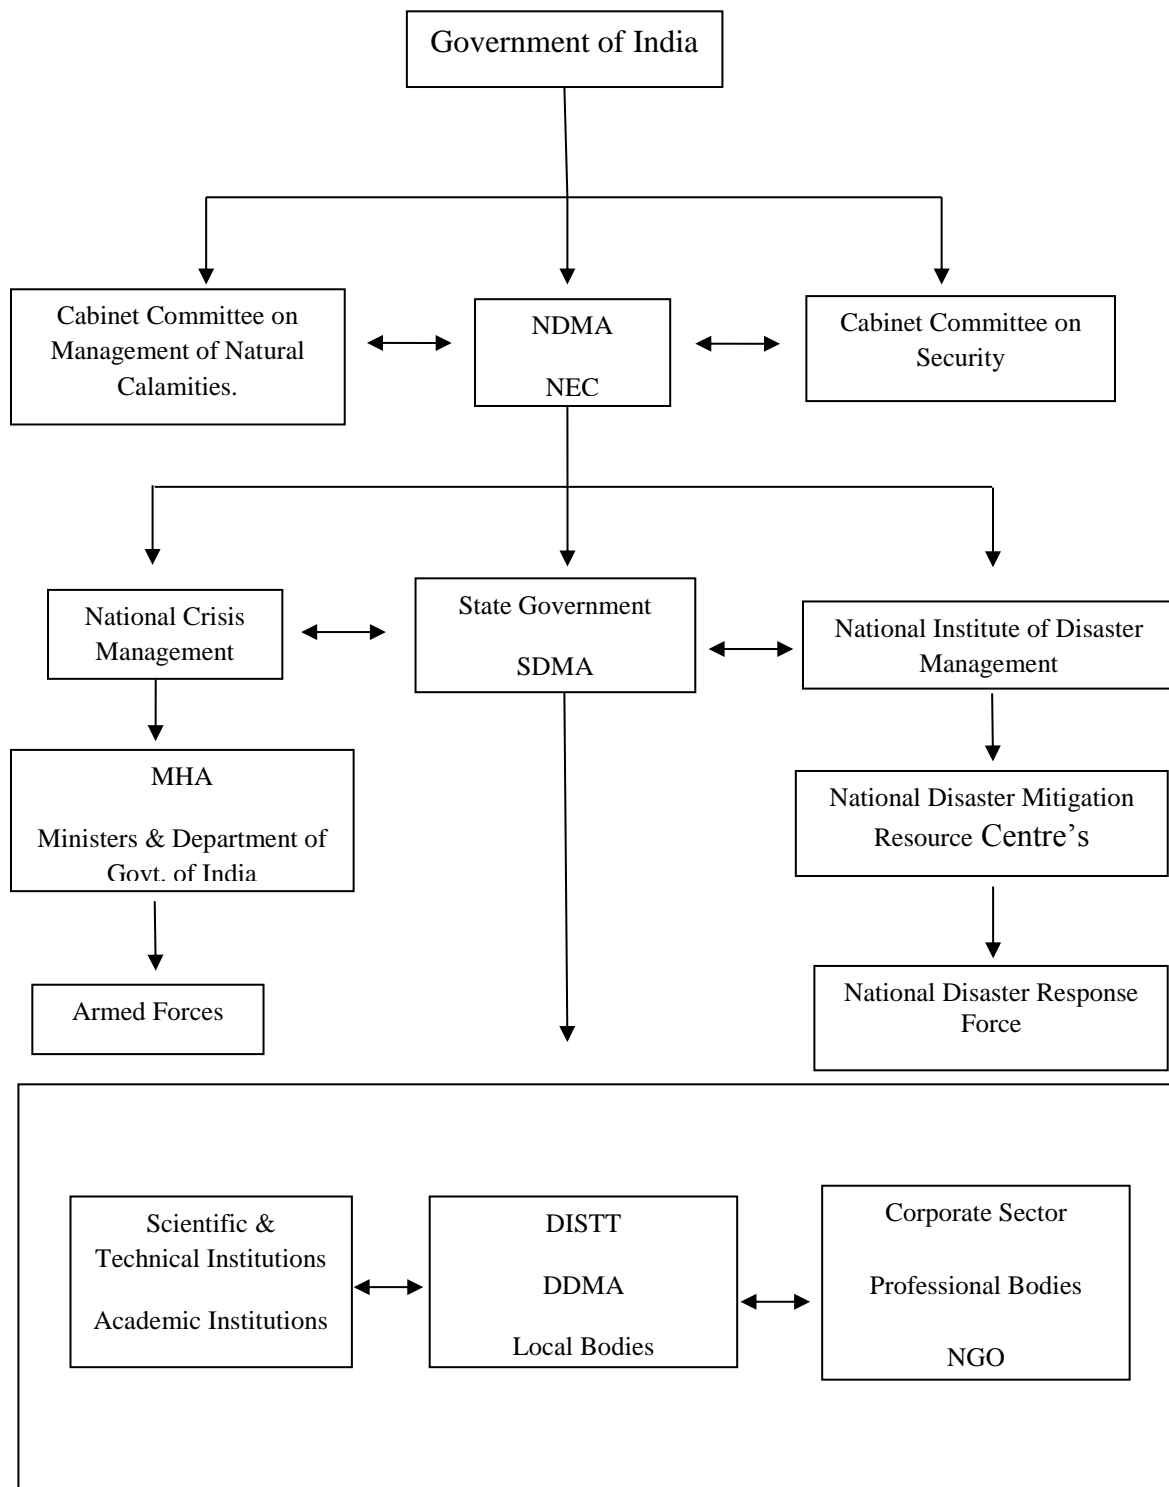 Government of India
Cabinet Committee on
Management of Natural
Calamities.
NDMA
NEC
Cabinet Committee on
Security
National Crisis
Management
State Government
SDMA
National Institute of Disaster
Management
MHA
Ministers & Department of
Govt. of India
National Disaster Mitigation
Resource Centre’s
Armed Forces
National Disaster Response
Force
Scientific &
Technical Institutions
Academic Institutions
DISTT
DDMA
Local Bodies
Corporate Sector
Professional Bodies
NGO